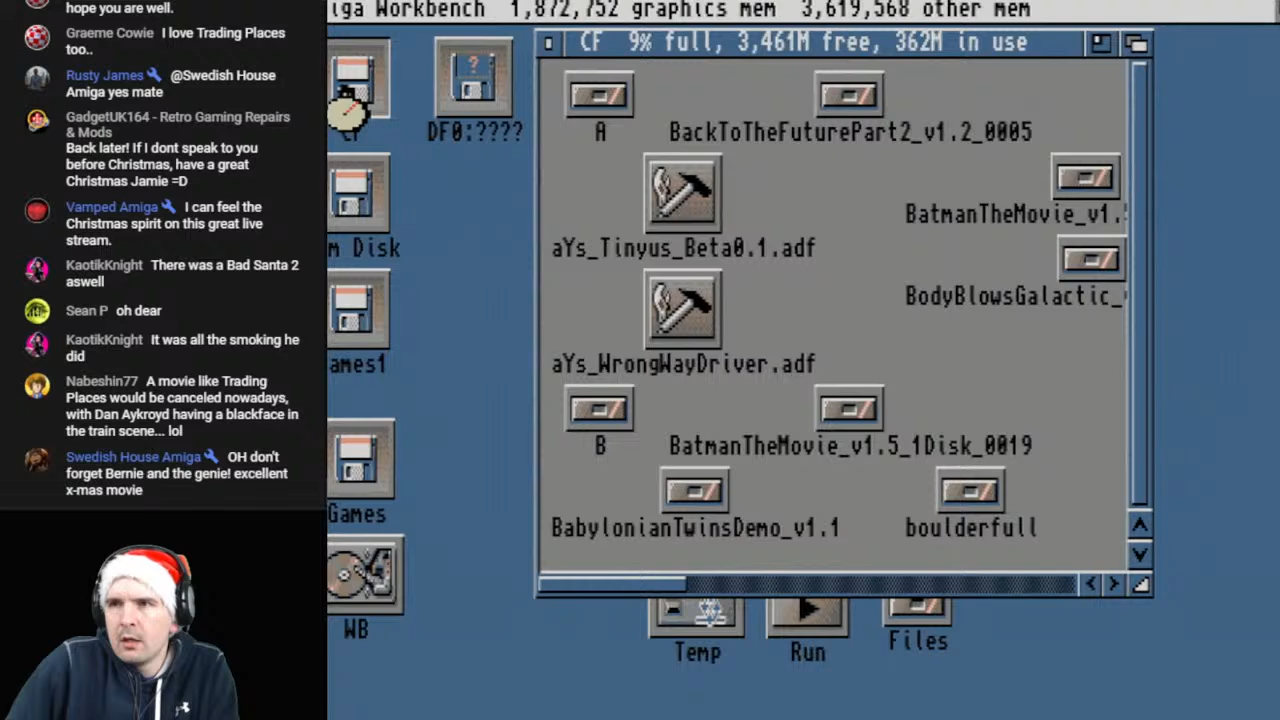 hope you are well.
Graeme Cowie I love Trading Places
too..
Rusty James @Swedish House
Amiga yes mate
GadgetUK164 - Retro Gaming Repairs
& Mods
Back later! If I dont speak to you
before Christmas, have a great
Christmas Jamie =D
Vamped Amiga I can feel the
Christmas spirit on this great live
stream.
KaotikKnight There was a Bad Santa 2
aswell
Sean P oh dear
KaotikKnight It was all the smoking he
did
Nabeshin77 A movie like Trading
Places would be canceled nowadays,
with Dan Aykroyd having a blackface in
the train scene... lol
Swedish House Amiga OH don't
forget Bernie and the genie! excellent
x-mas movie
iga Workbench 1,872,752 graphics mem 3,619,568 other mem
CF 9% full, 3,461M free, 362M in use
CF
DF0:????
m Disk
ames1
Games
WB
A
BackToTheFuturePart2_v1.2_0005
BatmanTheMovie_v1.
aYs_Tinyus_Beta0.1.adf
BodyBlowsGalactic_
aYs_WrongWayDriver.adf
B
BatmanTheMovie_v1.5_1Disk_0019
BabylonianTwinsDemo_v1.1
boulderfull
Temp
Run
Files